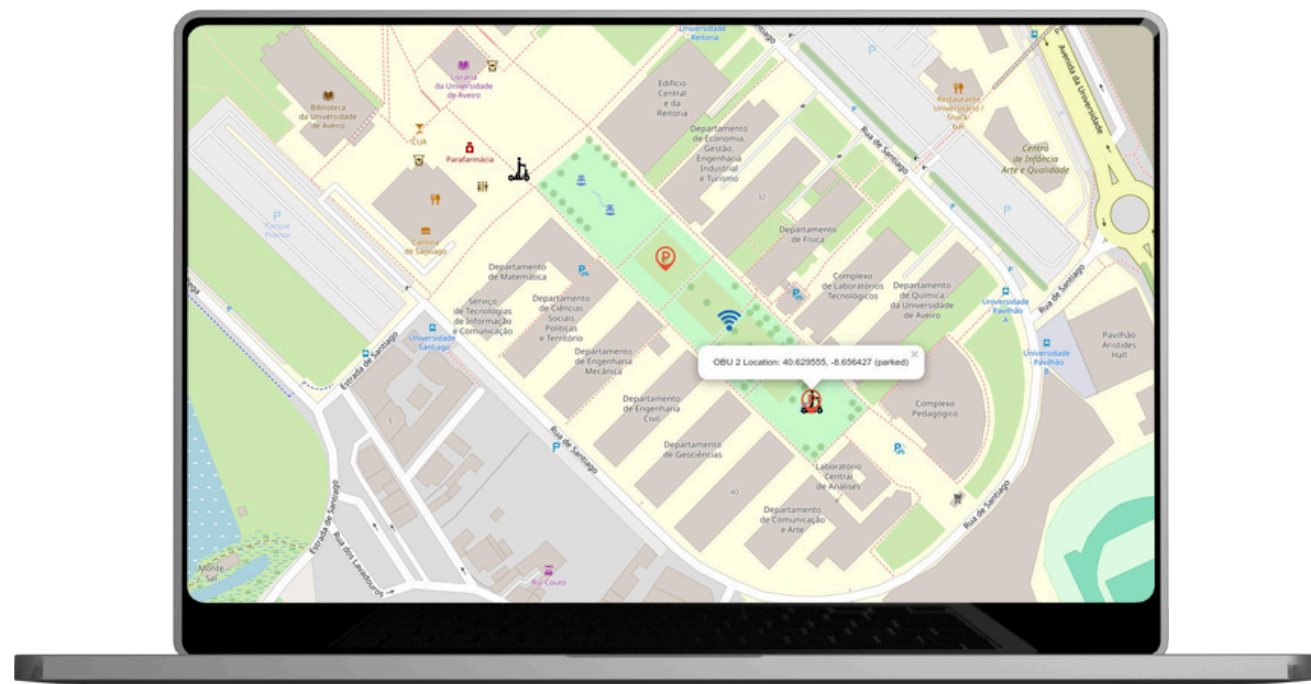 Universidade
Reitoria
Santiago
Livraria
da Universidade
de Aveiro
Biblioteca
da Universidade
de Aveiro
CUA
Parafarmácia
Edifício
Central
e da
Reitoria
Departamento
de Economia,
Gestão,
Engenharia
Industrial
e Turismo
P
Restaurante
Universitário /
Snack-
Bar
Avenida da Universidade
Rua de Santiago
Centro
de Infância
Arte e Qualidade
P
32
Departamento
de Física
P
Cantina
de Santiago
P
Departamento
de Matemática
Serviço
de Tecnologias
de Informação
e Comunicação
Departamento
de Ciências
Sociais
Políticas
e Território
Complexo
de Laboratórios
Tecnológicos
Departamento
de Química
da Universidade
de Aveiro
Universidade
Pavilhão
A
Rua de Santiago
Universidade
Santiago
Departamento
de Engenharia
Mecânica
OBU 2 Location: 40.629555, -8.656427 (parked)
×
Pavilhão
Aristides
Hall
Universidade
- Pavilhão
B
Estrada de Santiago
Departamento
de Engenharia
Civil
Complexo
Pedagógico
Rua de Santiago
P
Departamento
de Geociências
Laboratório
Central
de Análises
40
Departamento
de Comunicação
e Arte
Rua de Santiago
Estrada de Santiago
Rua dos Lavadouros
Monte
Sal
Rui Couto